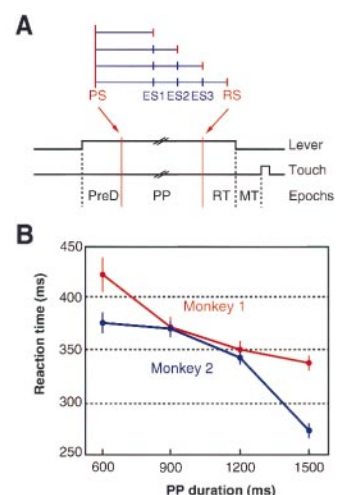 A
PS ES1 ES2 ES3 RS
Lever
Touch
PreD PP RT MT Epochs
B
450
400
350
300
250
Reaction time (ms)
Monkey 1
Monkey 2
600 900 1200 1500
PP duration (ms)